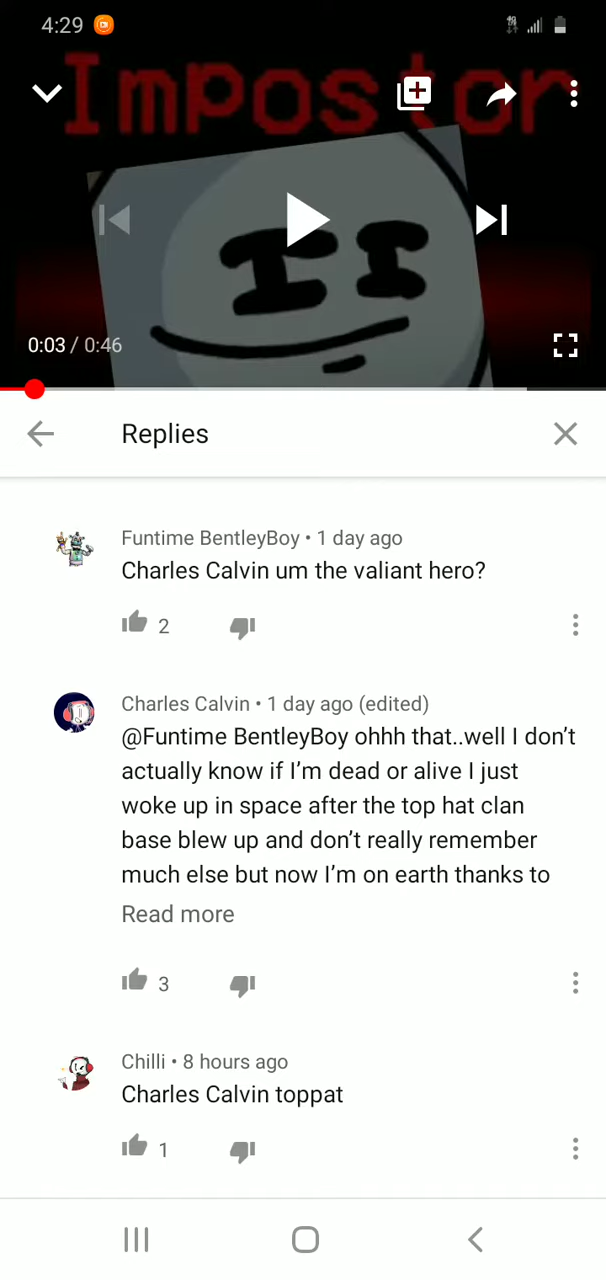 4:29
Impostor
0:03 / 0:46
Replies
Funtime BentleyBoy • 1 day ago
Charles Calvin um the valiant hero?
2
Charles Calvin • 1 day ago (edited)
@Funtime BentleyBoy ohhh that..well I don’t
actually know if I’m dead or alive I just
woke up in space after the top hat clan
base blew up and don’t really remember
much else but now I’m on earth thanks to
Read more
3
Chilli • 8 hours ago
Charles Calvin toppat
1